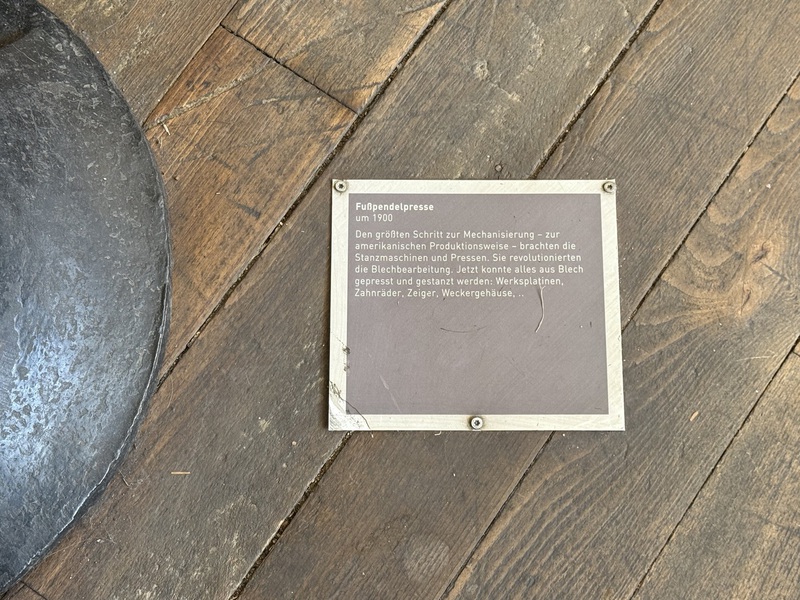 Fußpendelpresse
um 1900
Den größten Schritt zur Mechanisierung – zur
amerikanischen Produktionsweise – brachten die
Stanzmaschinen und Pressen. Sie revolutionierten
die Blechbearbeitung. Jetzt konnte alles aus Blech
gepresst und gestanzt werden: Werksplatinen,
Zahnräder, Zeiger, Weckergehäuse, ..